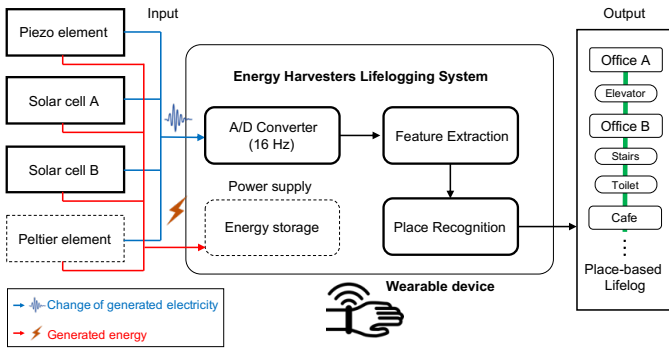 Input
Output
Piezo element
Solar cell A
Solar cell B
Peltier element
Energy Harvesters Lifelogging System
A/D Converter
(16 Hz)
Feature Extraction
Power supply
Energy storage
Place Recognition
Wearable device
Office A
Elevator
Office B
Stairs
Toilet
Cafe
Place-based
Lifelog
Change of generated electricity
Generated energy